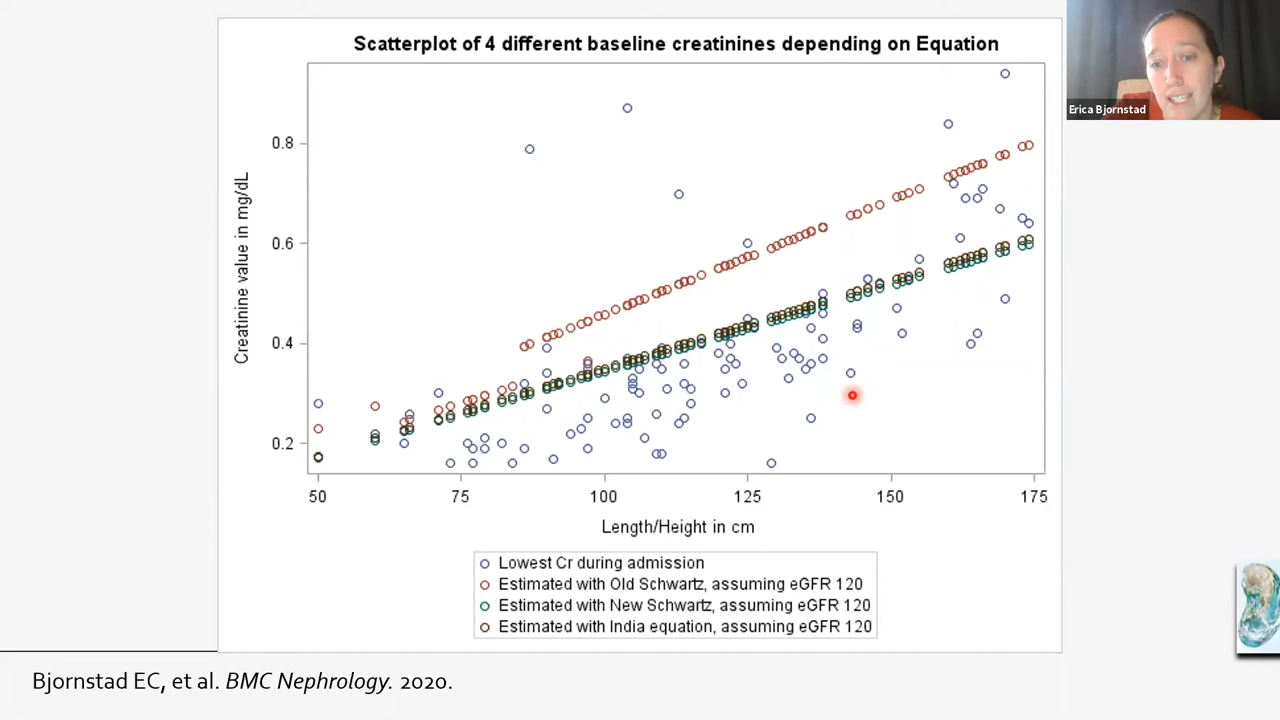 Scatterplot of 4 different baseline creatinines depending on Equation
Erica Bjornstad
Creatinine value in mg/dL
0.8
0.6
0.4
0.2
50 75 100 125 150 175
Length/Height in cm
Lowest Cr during admission
Estimated with Old Schwartz, assuming eGFR 120
Estimated with New Schwartz, assuming eGFR 120
Estimated with India equation, assuming eGFR 120
Bjornstad EC, et al. BMC Nephrology. 2020.